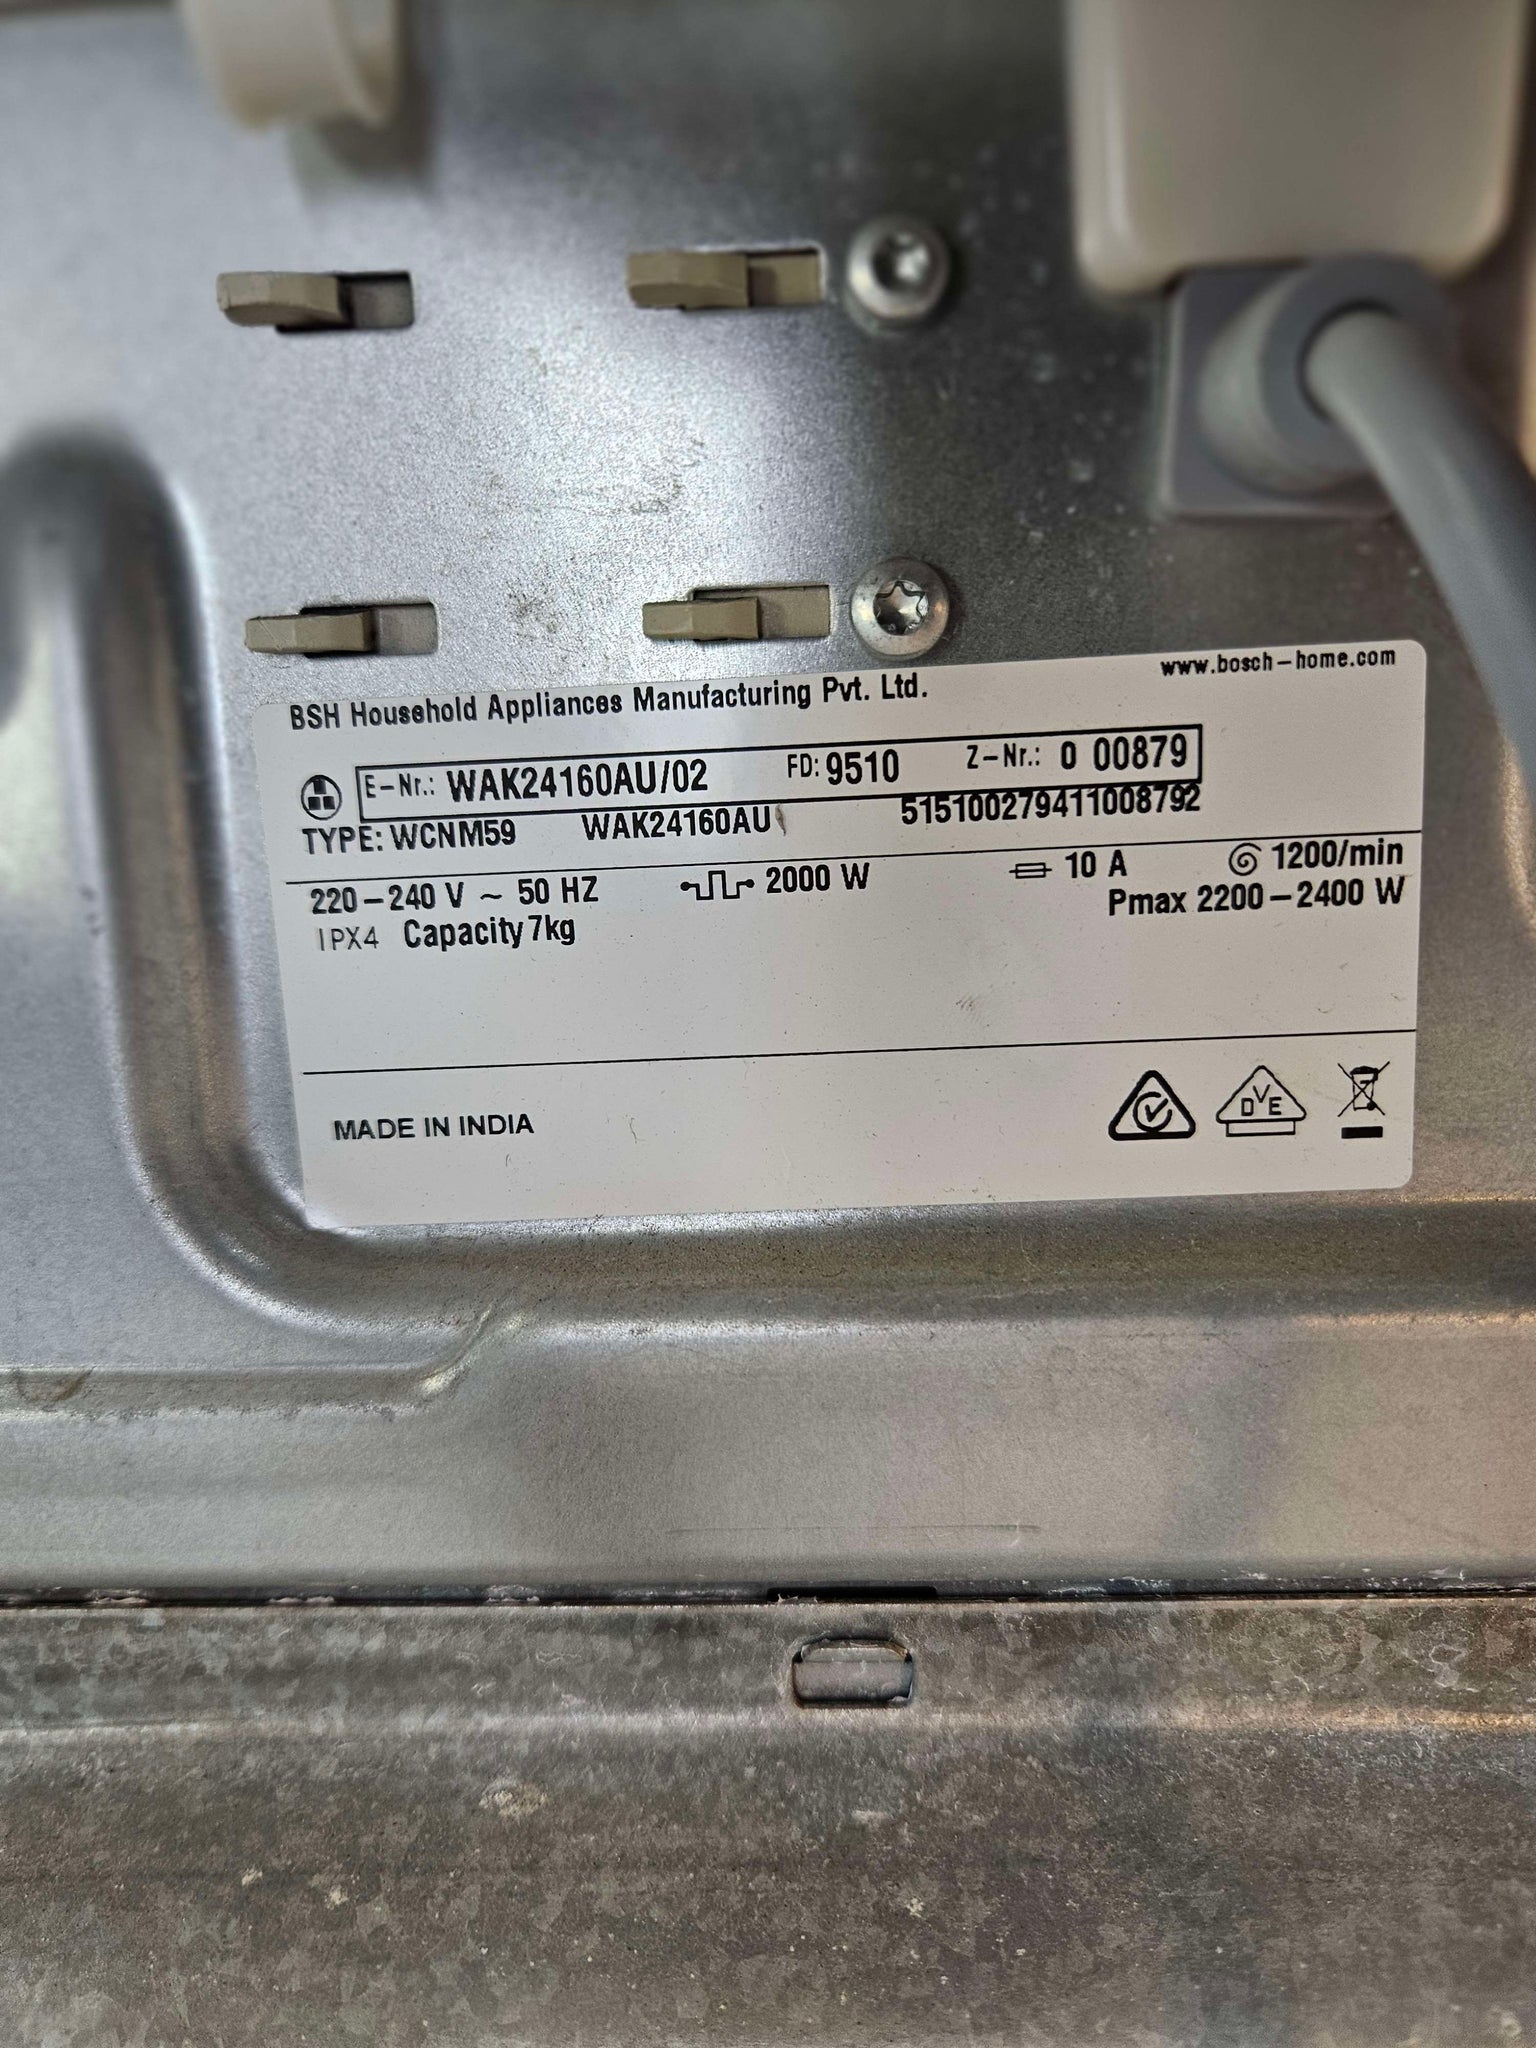 www.bosch-home.com
BSH Household Appliances Manufacturing Pvt. Ltd.
E-Nr.: WAK24160AU/02 FD: 9510 Z-Nr.: 0 00879
TYPE: WCNM59 WAK24160AU 515100279411008792
220-240 V ~ 50 HZ 2000 W 10 A 1200/min
IPX4 Capacity 7kg Pmax 2200-2400 W
MADE IN INDIA DVE